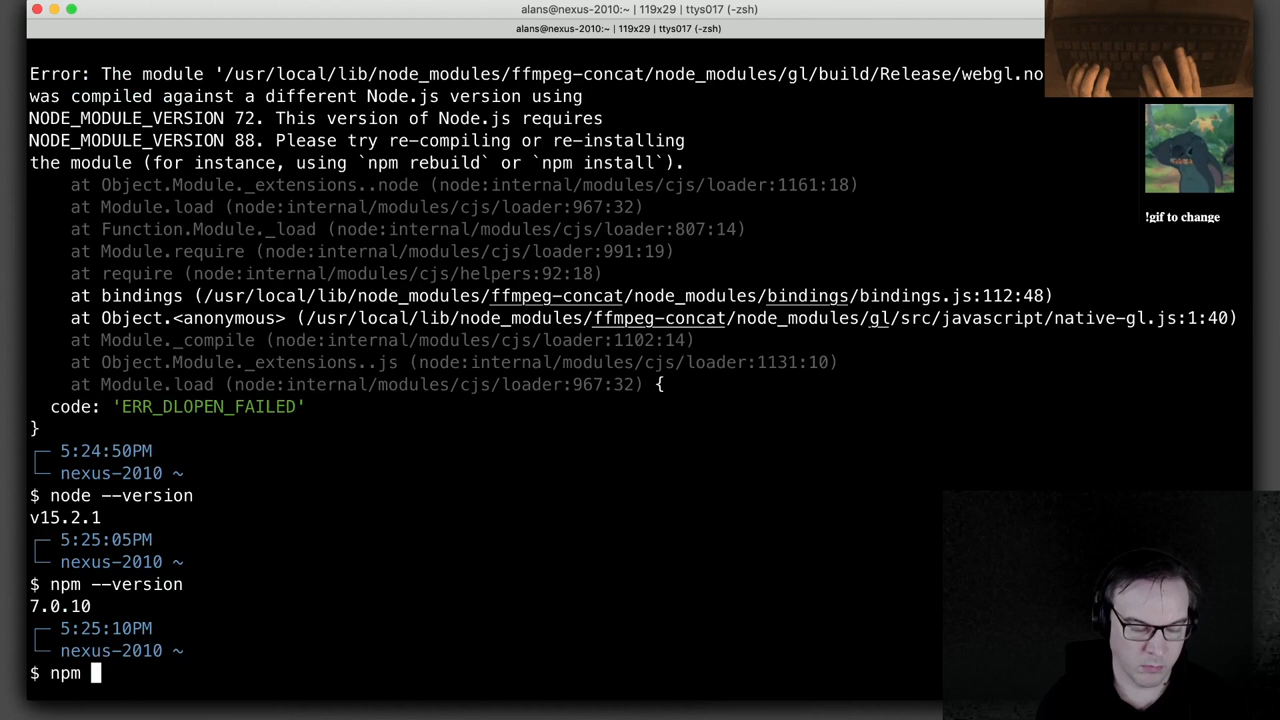 alans@nexus-2010:~ | 119x29 | ttys017 (-zsh)
alans@nexus-2010:~ | 119x29 | ttys017 (-zsh)
Error: The module '/usr/local/lib/node_modules/ffmpeg-concat/node_modules/gl/build/Release/webgl.no
was compiled against a different Node.js version using
NODE_MODULE_VERSION 72. This version of Node.js requires
NODE_MODULE_VERSION 88. Please try re-compiling or re-installing
the module (for instance, using `npm rebuild` or `npm install`).
at Object.Module._extensions..node (node:internal/modules/cjs/loader:1161:18)
at Module.load (node:internal/modules/cjs/loader:967:32)
at Function.Module._load (node:internal/modules/cjs/loader:807:14)
at Module.require (node:internal/modules/cjs/loader:991:19)
at require (node:internal/modules/cjs/helpers:92:18)
at bindings (/usr/local/lib/node_modules/ffmpeg-concat/node_modules/bindings/bindings.js:112:48)
at Object.<anonymous> (/usr/local/lib/node_modules/ffmpeg-concat/node_modules/gl/src/javascript/native-gl.js:1:40)
at Module._compile (node:internal/modules/cjs/loader:1102:14)
at Object.Module._extensions..js (node:internal/modules/cjs/loader:1131:10)
at Module.load (node:internal/modules/cjs/loader:967:32) {
code: 'ERR_DLOPEN_FAILED'
}
5:24:50PM
nexus-2010 ~
$ node --version
v15.2.1
5:25:05PM
nexus-2010 ~
$ npm --version
7.0.10
5:25:10PM
nexus-2010 ~
$ npm
!gif to change